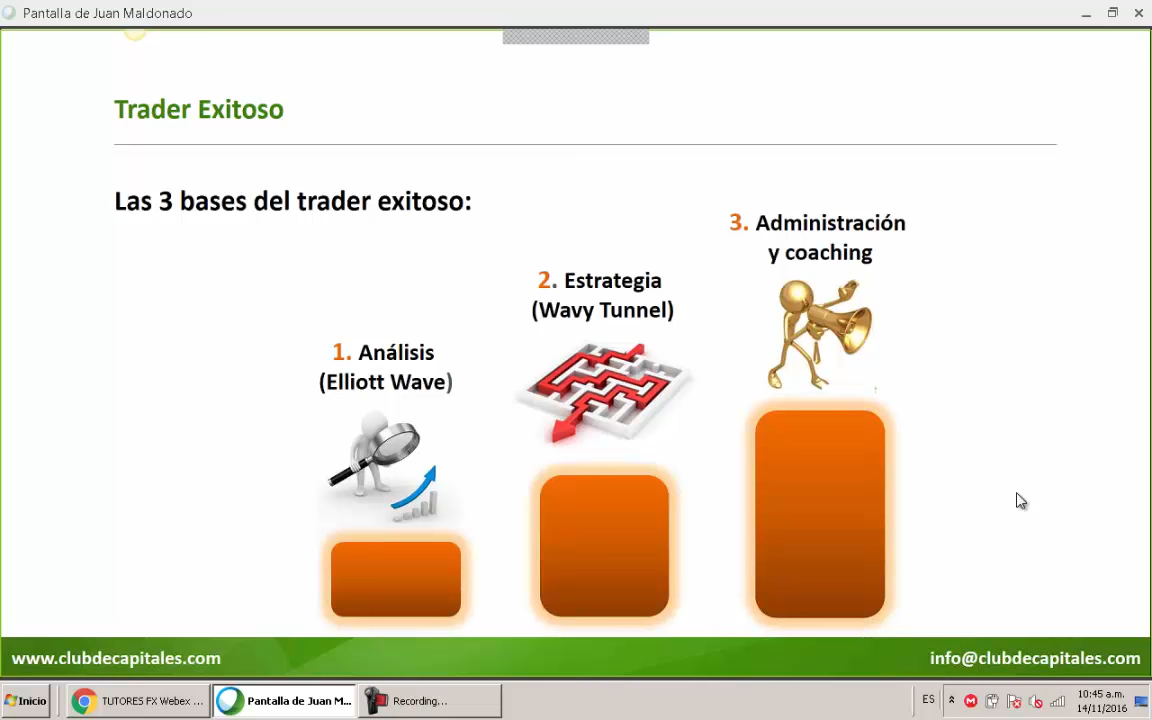 Pantalla de Juan Maldonado
Trader Exitoso
Las 3 bases del trader exitoso:
3. Administración
y coaching
2. Estrategia
(Wavy Tunnel)
1. Análisis
(Elliott Wave)
www.clubdecapitales.com
info@clubdecapitales.com
Inicio
TUTORES FX Webex ...
Pantalla de Juan M...
Recording...
ES
10:45 a.m.
14/11/2016